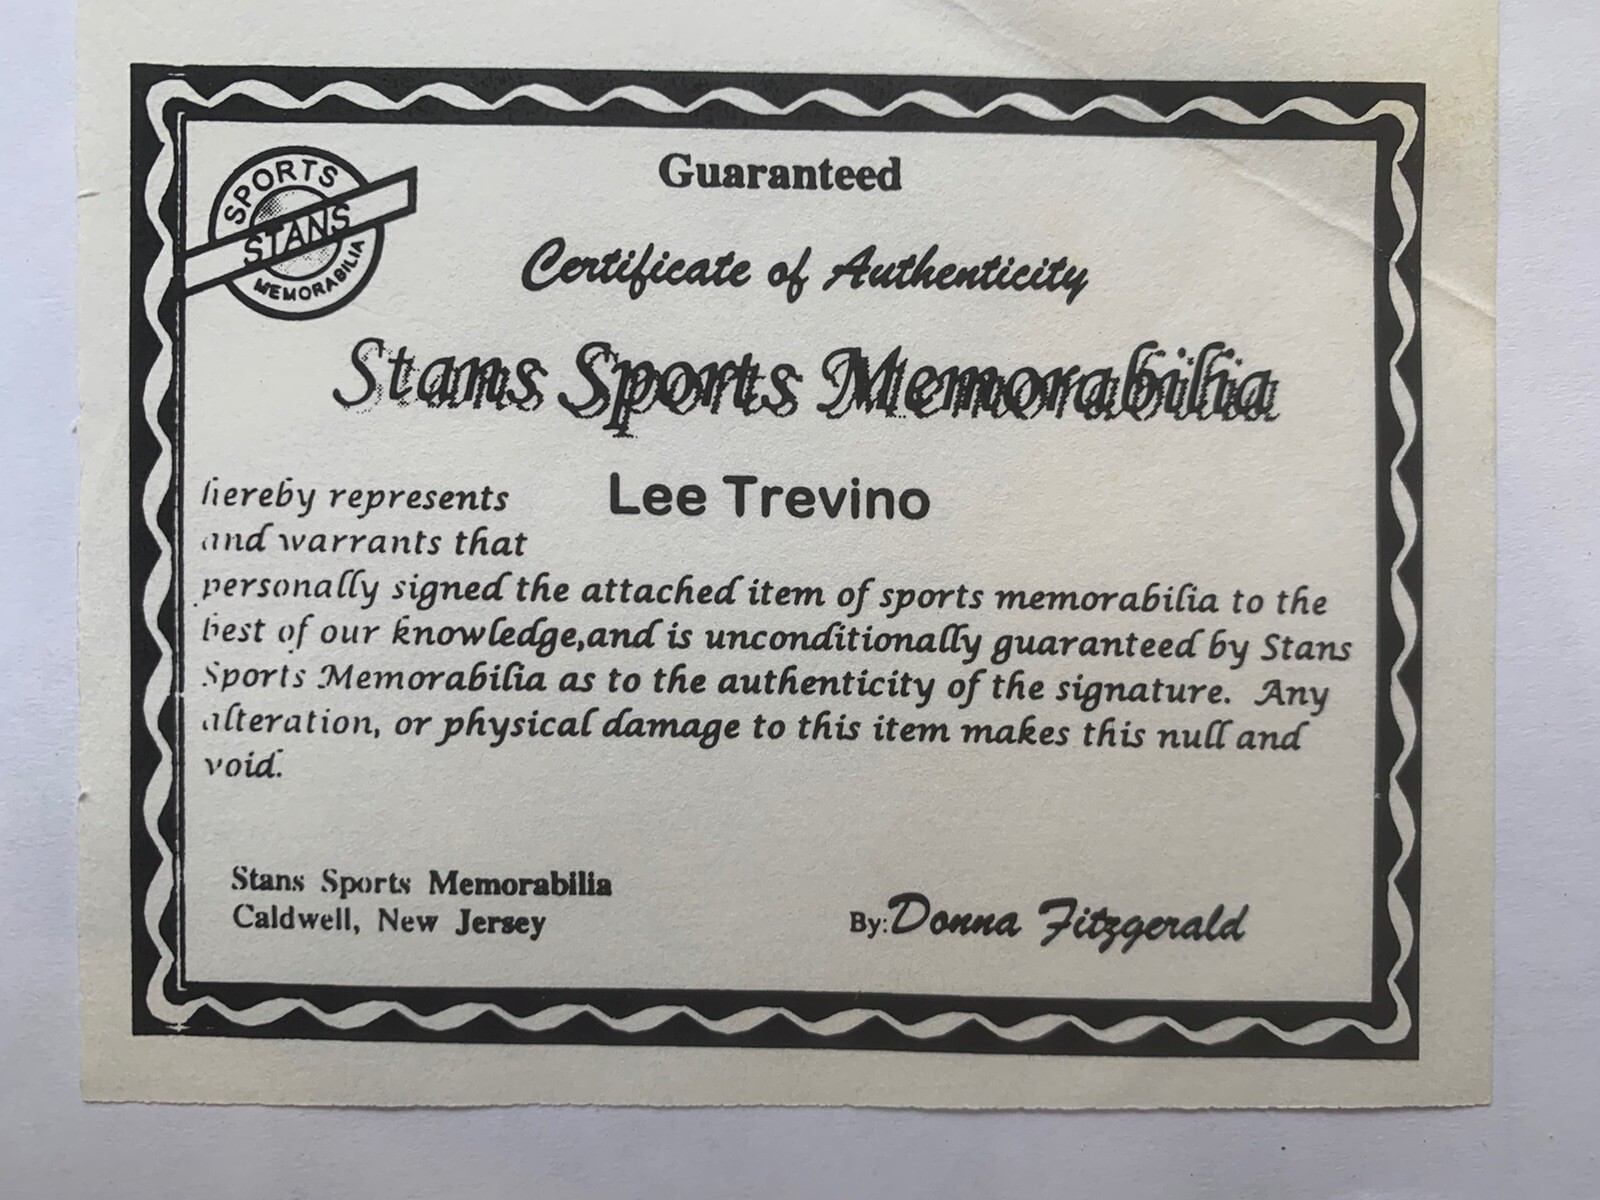 SPORTS
STANS
MEMORABILIA
Guaranteed
Certificate of Authenticity
Stans Sports Memorabilia
hereby represents Lee Trevino
and warrants that
personally signed the attached item of sports memorabilia to the
best of our knowledge,and is unconditionally guaranteed by Stans
Sports Memorabilia as to the authenticity of the signature. Any
alteration, or physical damage to this item makes this null and
void.
Stans Sports Memorabilia
Caldwell, New Jersey
By:Donna Fitzgerald